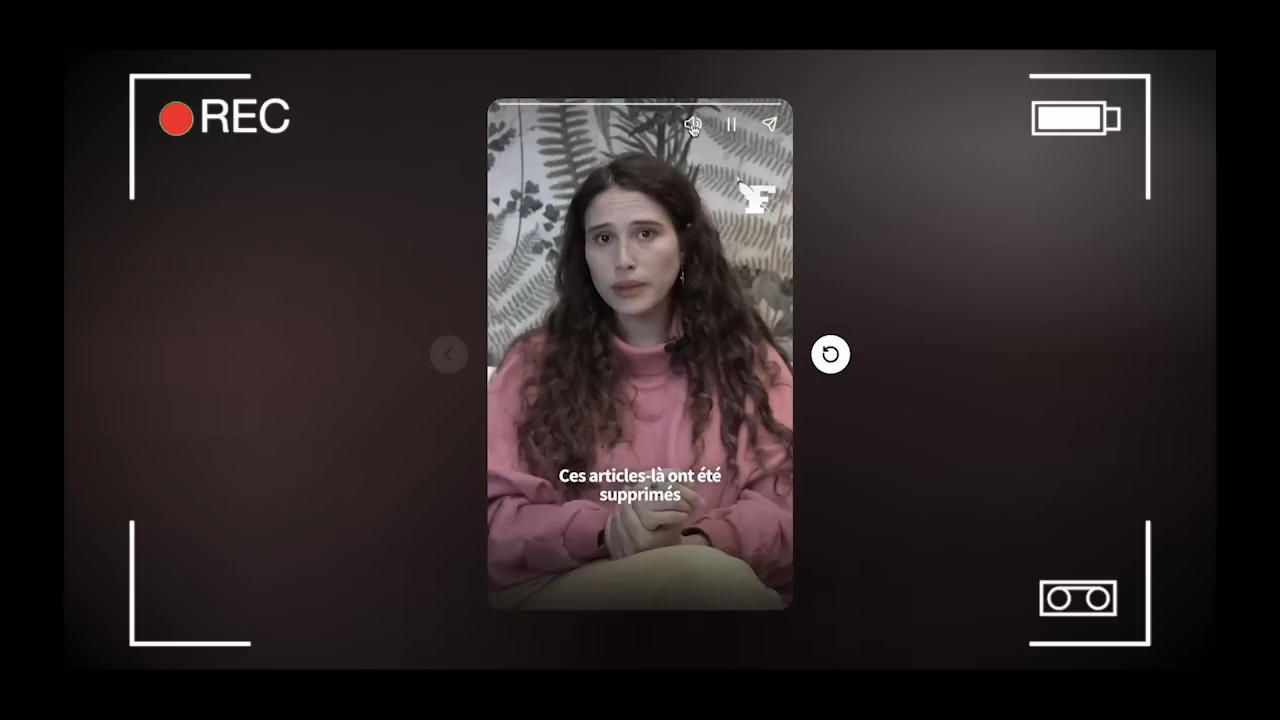 REC
F
Ces articles-là ont été
supprimés